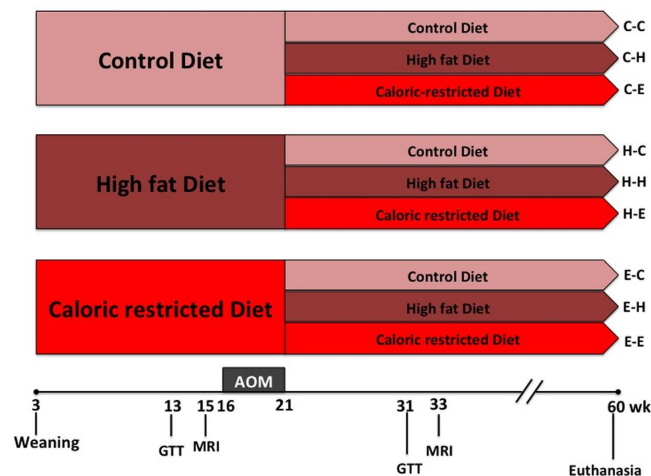 Control Diet
Control Diet
C-C
High fat Diet
C-H
Caloric-restricted Diet
C-E
High fat Diet
Control Diet
H-C
High fat Diet
H-H
Caloric restricted Diet
H-E
Caloric restricted Diet
Control Diet
E-C
High fat Diet
E-H
Caloric restricted Diet
E-E
AOM
3 13 15 16 21 31 33 60 wk
Weaning GTT MRI GTT MRI Euthanasia